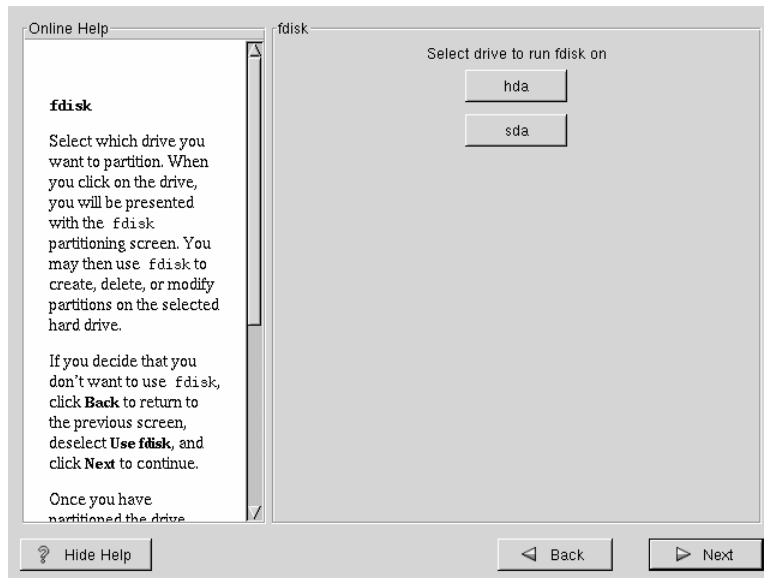 Online Help
fdisk
Select which drive you
want to partition. When
you click on the drive,
you will be presented
with the fdisk
partitioning screen. You
may then use fdisk to
create, delete, or modify
partitions on the selected
hard drive.
If you decide that you
don't want to use fdisk,
click Back to return to
the previous screen,
deselect Use fdisk, and
click Next to continue.
Once you have
partitioned the drive
fdisk
Select drive to run fdisk on
hda
sda
Hide Help
Back
Next